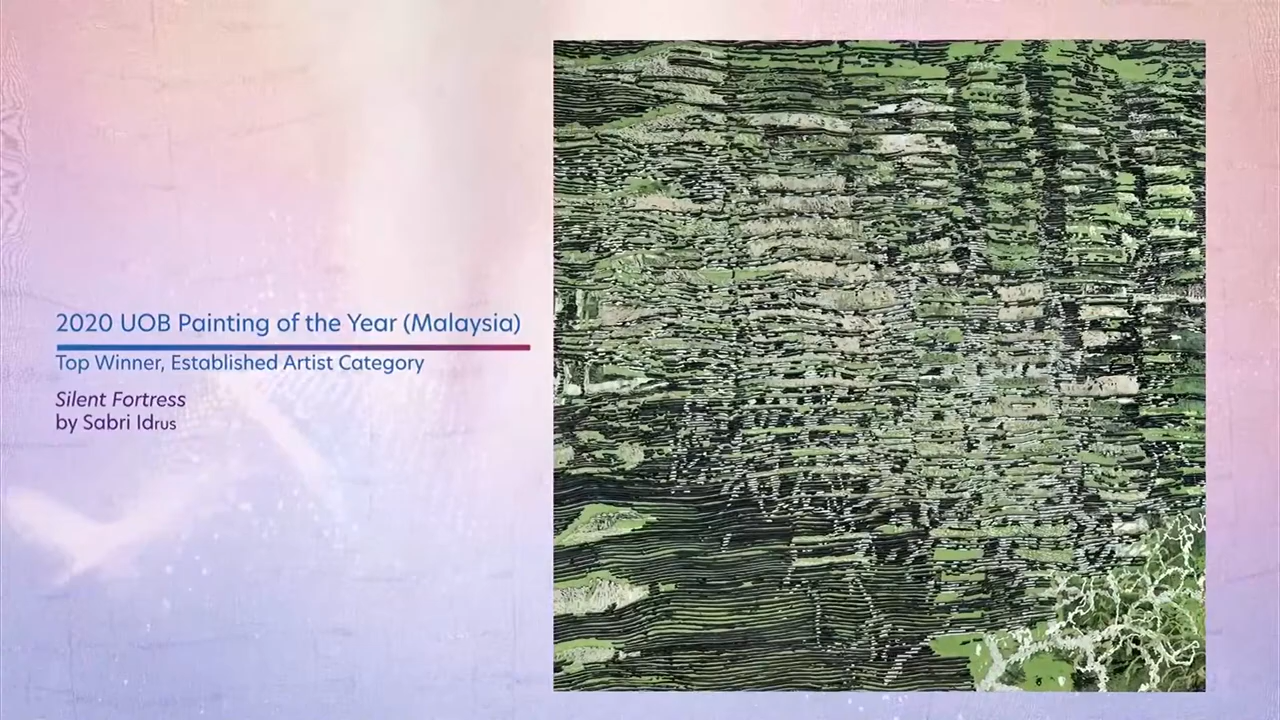 2020 UOB Painting of the Year (Malaysia)
Top Winner, Established Artist Category
Silent Fortress
by Sabri Idrus